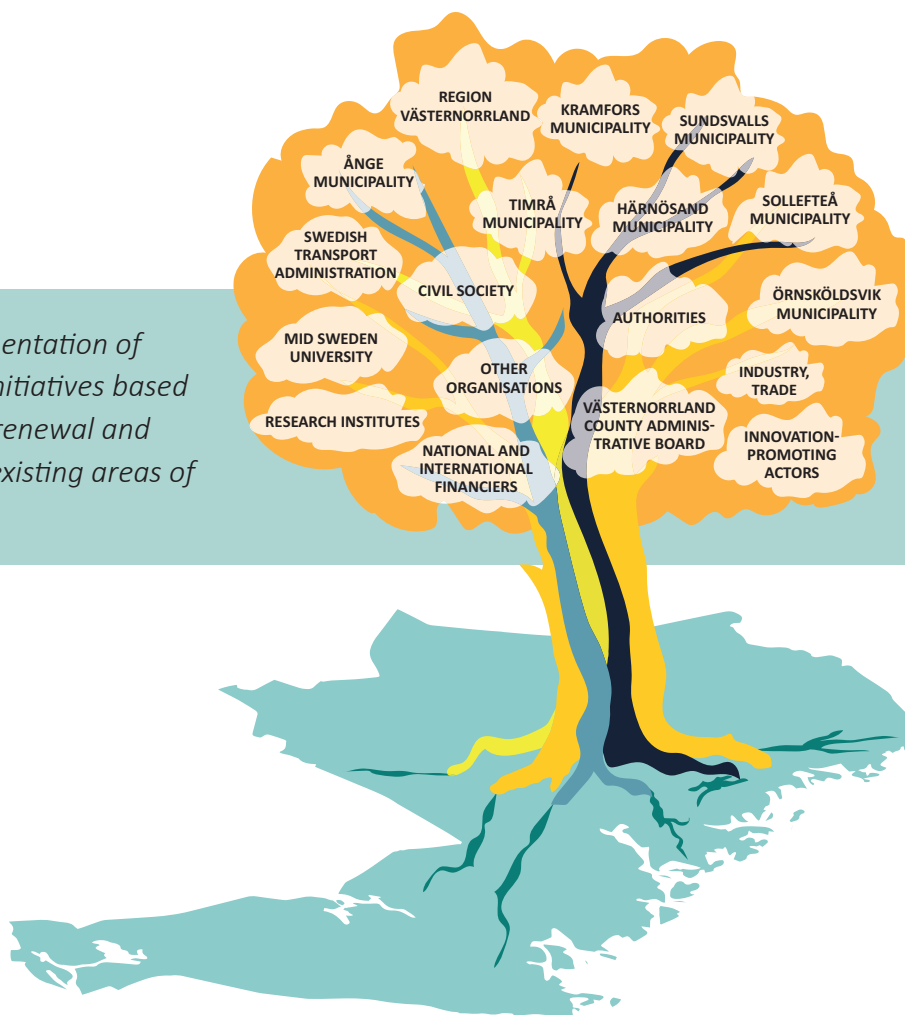 REGION
VÄSTERNORRLAND
KRAMFORS
MUNICIPALITY
SUNDSVALLS
MUNICIPALITY
ÅNGE
MUNICIPALITY
TIMRÅ
MUNICIPALITY
HÄRNÖSAND
MUNICIPALITY
SOLLEFTEÅ
MUNICIPALITY
SWEDISH
TRANSPORT
ADMINISTRATION
CIVIL SOCIETY
AUTHORITIES
ÖRNSKÖLDSVIK
MUNICIPALITY
MID SWEDEN
UNIVERSITY
OTHER
ORGANISATIONS
INDUSTRY,
TRADE
RESEARCH INSTITUTES
VÄSTERNORRLAND
COUNTY ADMINIS-
TRATIVE BOARD
NATIONAL AND
INTERNATIONAL
FINANCIERS
INNOVATION-
PROMOTING
ACTORS
entation of
nitiatives based
renewal and
existing areas of